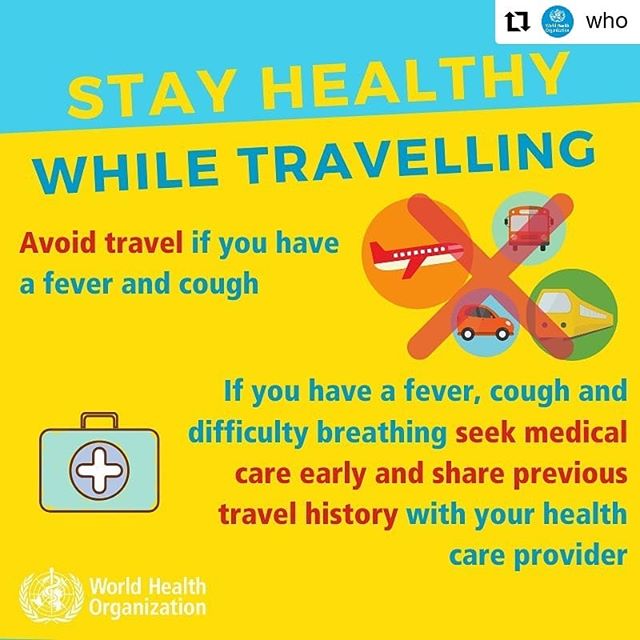 who
STAY HEALTHY
WHILE TRAVELLING
Avoid travel if you have
a fever and cough
If you have a fever, cough and
difficulty breathing seek medical
care early and share previous
travel history with your health
care provider
World Health
Organization